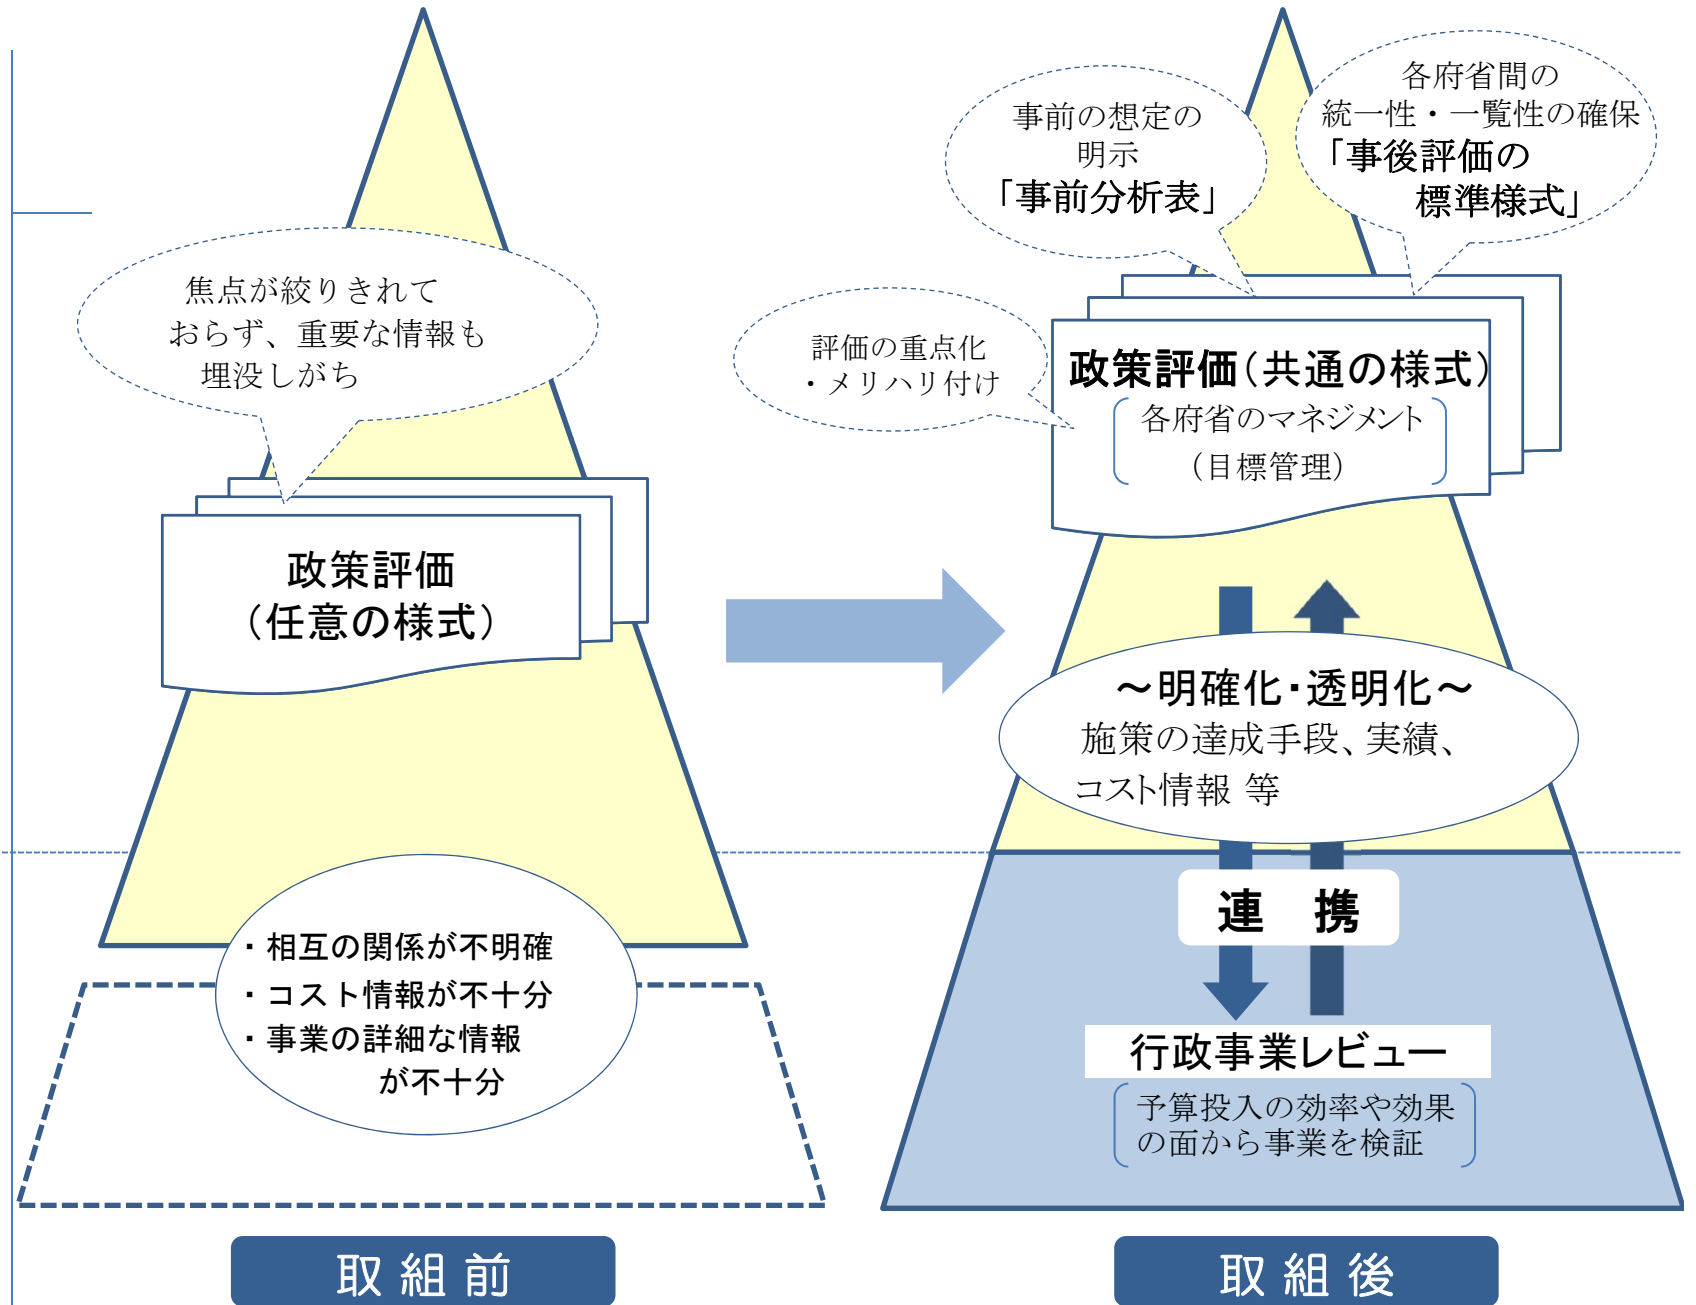 焦点が絞りきれて
おらず、重要な情報も
埋没しがち
政策評価
（任意の様式）
・相互の関係が不明確
・コスト情報が不十分
・事業の詳細な情報
が不十分
取組前
事前の想定の
明示
「事前分析表」
各府省間の
統一性・一覧性の確保
「事後評価の
標準様式」
評価の重点化
・メリハリ付け
政策評価（共通の様式）
各府省のマネジメント
（目標管理）
～明確化・透明化～
施策の達成手段、実績、
コスト情報 等
連 携
行政事業レビュー
予算投入の効率や効果
の面から事業を検証
取組後